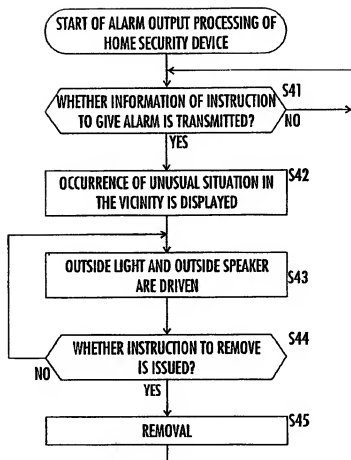 START OF ALARM OUTPUT PROCESSING OF
HOME SECURITY DEVICE
S41
WHETHER INFORMATION OF INSTRUCTION
TO GIVE ALARM IS TRANSMITTED?
NO
YES
S42
OCCURRENCE OF UNUSUAL SITUATION IN
THE VICINITY IS DISPLAYED
OUTSIDE LIGHT AND OUTSIDE SPEAKER
ARE DRIVEN
S43
S44
WHETHER INSTRUCTION TO REMOVE
IS ISSUED?
NO
YES
S45
REMOVAL